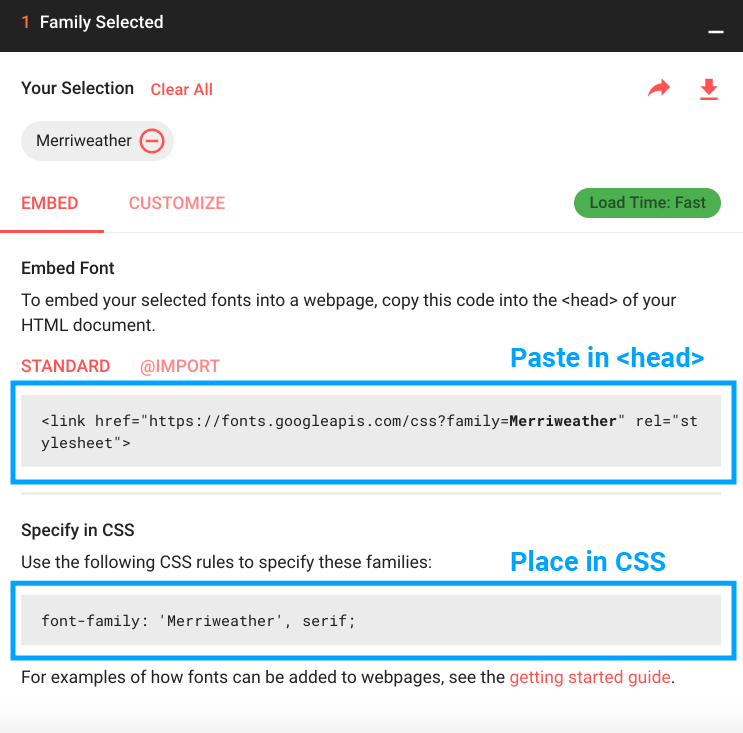 1 Family Selected
Your Selection Clear All
Merriweather
EMBED CUSTOMIZE Load Time: Fast
Embed Font
To embed your selected fonts into a webpage, copy this code into the <head> of your
HTML document.
STANDARD @IMPORT Paste in <head>
<link href="https://fonts.googleapis.com/css?family=Merriweather" rel="st
ylesheet">
Specify in CSS
Use the following CSS rules to specify these families: Place in CSS
font-family: 'Merriweather', serif;
For examples of how fonts can be added to webpages, see the getting started guide.